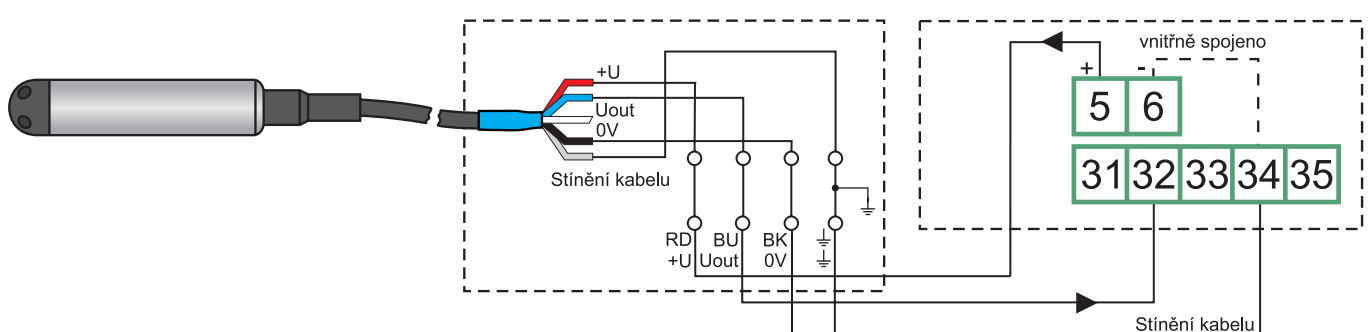 +U
Uout
0V
Stínění kabelu
RD BU BK
+U Uout 0V
vnitřně spojeno
+ -
5 6
31 32 33 34 35
Stínění kabelu